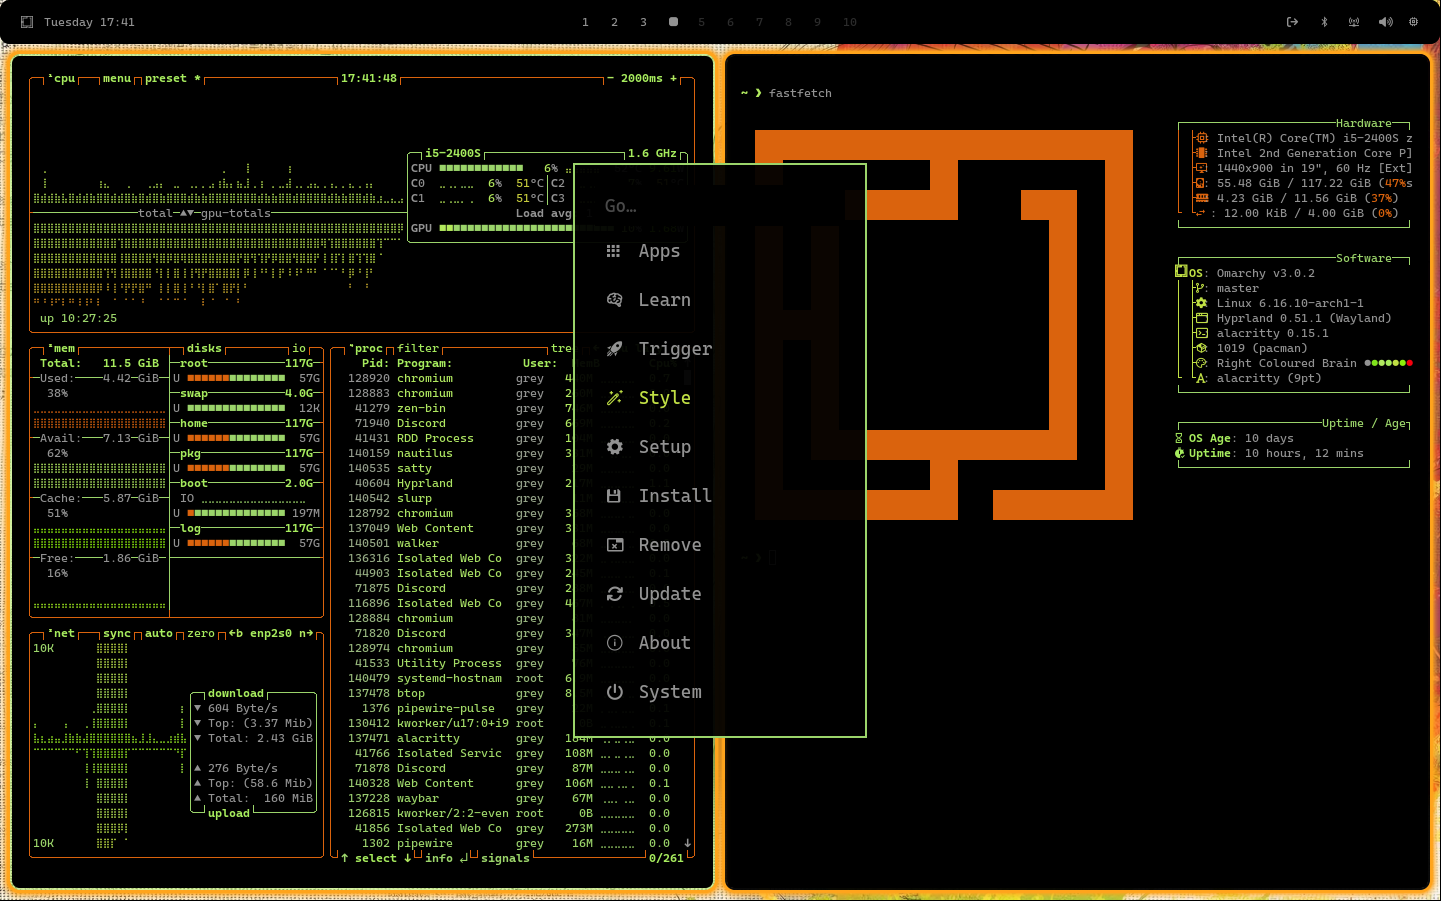 Tuesday 17:41
1 2 3 5 6 7 8 9 10
¹cpu menu preset * 17:41:48 - 2000ms +
i5-2400S 1.6 GHz
CPU 6%
C0 6% 51°C C2
C1 6% 51°C C3
Load avg
GPU
total ▲▼ gpu-totals
up 10:27:25
²mem disks io
Total: 11.5 GiB
Used: 4.42 GiB
38%
Avail: 7.13 GiB
62%
Cache: 5.87 GiB
51%
Free: 1.86 GiB
16%
root 117G
U 57G
swap 4.0G
U 12K
home 117G
U 57G
pkg 117G
U 57G
boot 2.0G
IO
U 197M
log 117G
U 57G
³net sync auto zero ←b enp2s0 n→
10K
download
▼ 604 Byte/s
▼ Top: (3.37 Mib)
▼ Total: 2.43 GiB
▲ 276 Byte/s
▲ Top: (58.6 Mib)
▲ Total: 160 MiB
upload
10K
⁴proc filter tre
Pid: Program: User:
128920 chromium grey
128883 chromium grey
41279 zen-bin grey
71940 Discord grey
41431 RDD Process grey
140159 nautilus grey
140535 satty grey
40604 Hyprland grey
140542 slurp grey
128792 chromium grey
137049 Web Content grey
140501 walker grey
136316 Isolated Web Co grey
44903 Isolated Web Co grey
71875 Discord grey
116896 Isolated Web Co grey
128884 chromium grey
71820 Discord grey
128974 chromium grey
41533 Utility Process grey
140479 systemd-hostnam root
137478 btop grey
1376 pipewire-pulse grey
130412 kworker/u17:0+i9 root
137471 alacritty grey 0.0
41766 Isolated Servic grey 108M 0.0
71878 Discord grey 87M 0.0
140328 Web Content grey 106M 0.1
137228 waybar grey 67M 0.0
126815 kworker/2:2-even root 0B 0.0
41856 Isolated Web Co grey 273M 0.0
1302 pipewire grey 16M 0.0
↑ select ↓ info ↲ signals 0/261
Go…
Apps
Learn
Trigger
Style
Setup
Install
Remove
Update
About
System
~ ❯ fastfetch
Hardware
Intel(R) Core(TM) i5-2400S z
Intel 2nd Generation Core P]
1440x900 in 19", 60 Hz [Ext]
: 55.48 GiB / 117.22 GiB (47%s
: 4.23 GiB / 11.56 GiB (37%)
: 12.00 KiB / 4.00 GiB (0%)
Software
OS: Omarchy v3.0.2
: master
: Linux 6.16.10-arch1-1
: Hyprland 0.51.1 (Wayland)
: alacritty 0.15.1
: 1019 (pacman)
: Right Coloured Brain
: alacritty (9pt)
Uptime / Age
OS Age: 10 days
Uptime: 10 hours, 12 mins